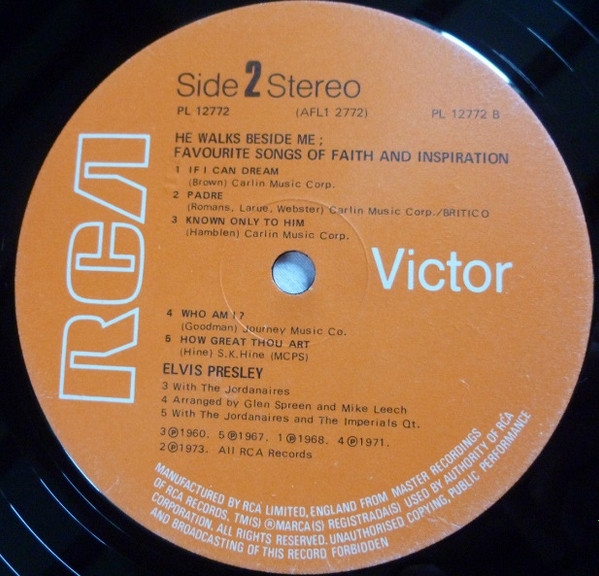 Side 2 Stereo
PL 12772 (AFL1 2772) PL 12772 B
HE WALKS BESIDE ME ;
FAVOURITE SONGS OF FAITH AND INSPIRATION
1 IF I CAN DREAM
(Brown) Carlin Music Corp.
2 PADRE
(Romans, Larue, Webster) Carlin Music Corp./BRITICO
3 KNOWN ONLY TO HIM
(Hamblen) Carlin Music Corp.
RCA
Victor
4 WHO AM I?
(Goodman) Journey Music Co.
5 HOW GREAT THOU ART
(Hine) S.K.Hine (MCPS)
ELVIS PRESLEY
3 With The Jordanaires
4 Arranged by Glen Spreen and Mike Leech
5 With The Jordanaires and The Imperials Qt.
3 ℗1960. 5 ℗1967. 1 ℗1968. 4 ℗1971.
2 ℗1973. All RCA Records
MANUFACTURED BY RCA LIMITED, ENGLAND FROM MASTER RECORDINGS
OF RCA RECORDS, TM(S) ® MARCA(S) REGISTRADA(S) USED BY AUTHORITY OF RCA
CORPORATION. ALL RIGHTS RESERVED. UNAUTHORISED COPYING, PUBLIC PERFORMANCE
AND BROADCASTING OF THIS RECORD FORBIDDEN